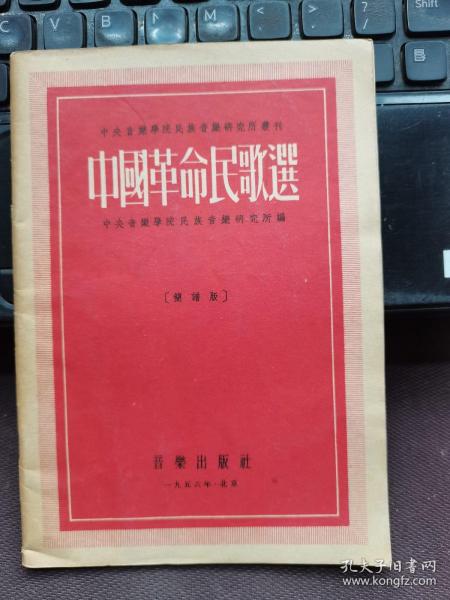 中央音樂學院民族音樂研究所叢刊
中國革命民歌選
中央音樂學院民族音樂研究所編
〔簡譜版〕
音樂出版社
一九五六年·北京
孔夫子旧书网
www.kongfz.com
Home
PgUp